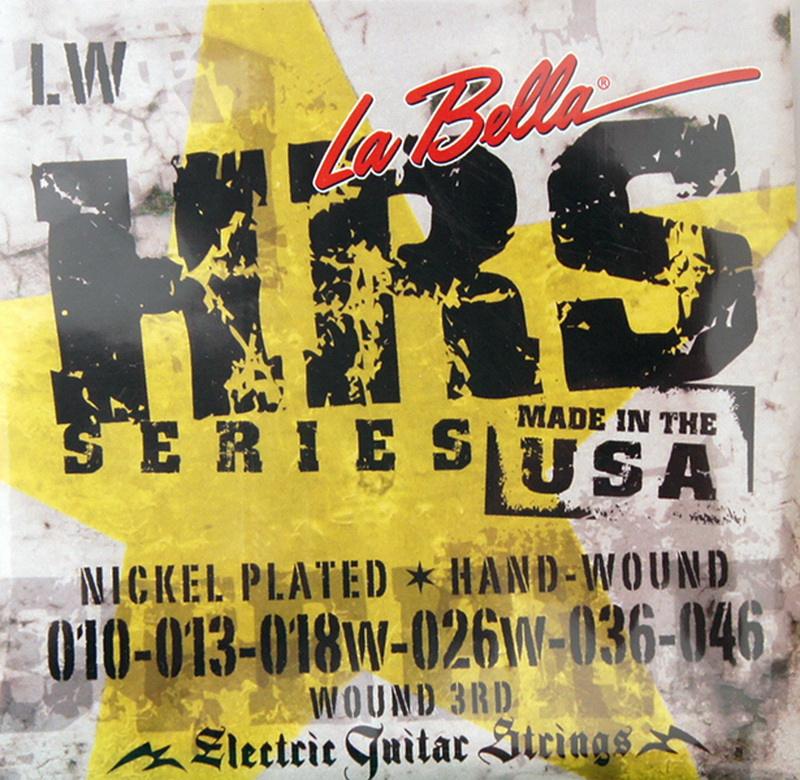 LW
La Bella®
HRS
SERIES
MADE IN THE
USA
NICKEL PLATED ✶ HAND-WOUND
010-013-018W-026W-036-046
WOUND 3RD
Electric Guitar Strings